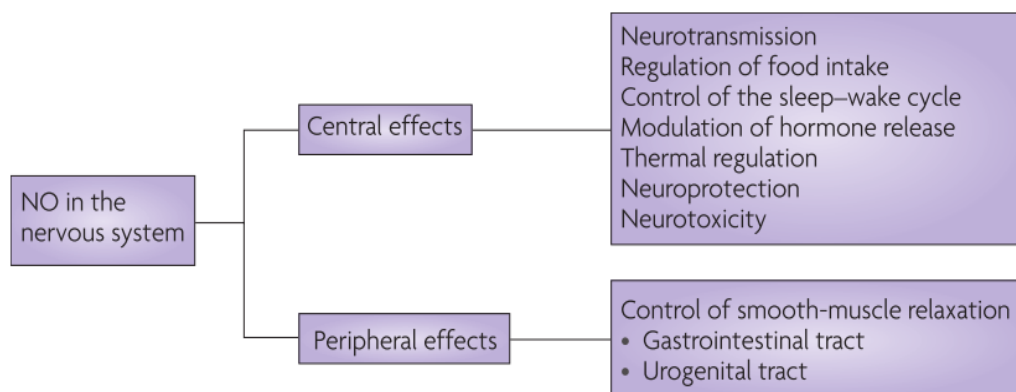 NO in the
nervous system
Central effects
Neurotransmission
Regulation of food intake
Control of the sleep–wake cycle
Modulation of hormone release
Thermal regulation
Neuroprotection
Neurotoxicity
Peripheral effects
Control of smooth-muscle relaxation
• Gastrointestinal tract
• Urogenital tract